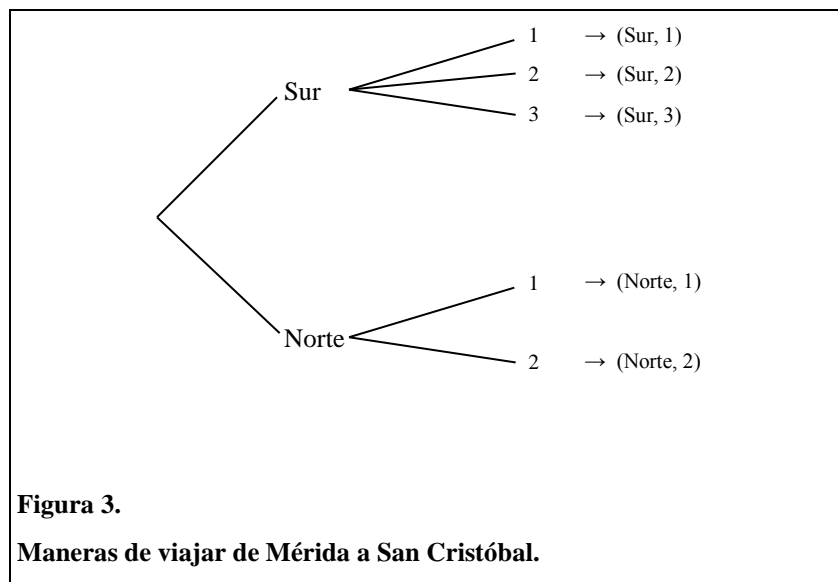 1 → (Sur, 1)
Sur 2 → (Sur, 2)
3 → (Sur, 3)
1 → (Norte, 1)
Norte
2 → (Norte, 2)
Figura 3.
Maneras de viajar de Mérida a San Cristóbal.